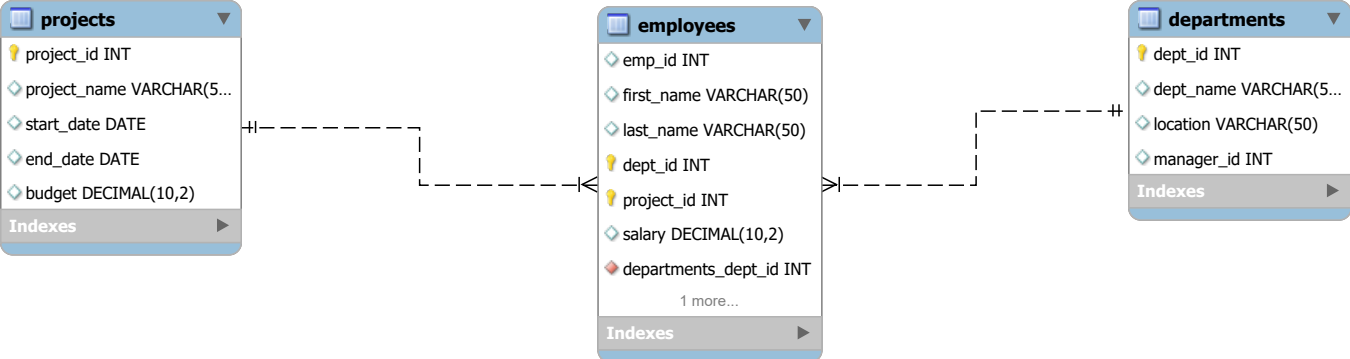 projects
project_id INT
project_name VARCHAR(5...
start_date DATE
end_date DATE
budget DECIMAL(10,2)
Indexes
employees
emp_id INT
first_name VARCHAR(50)
last_name VARCHAR(50)
dept_id INT
project_id INT
salary DECIMAL(10,2)
departments_dept_id INT
1 more...
Indexes
departments
dept_id INT
dept_name VARCHAR(5...
location VARCHAR(50)
manager_id INT
Indexes